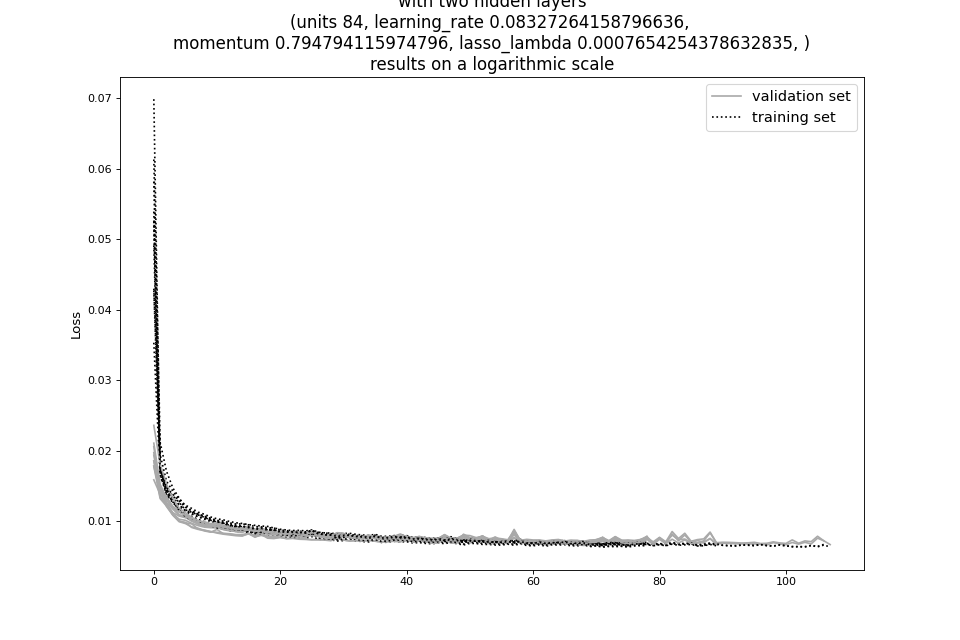 with two hidden layers
(units 84, learning_rate 0.08327264158796636,
momentum 0.794794115974796, lasso_lambda 0.0007654254378632835, )
results on a logarithmic scale
validation set
training set
0.07
0.06
0.05
0.04
0.03
0.02
0.01
Loss
0
20
40
60
80
100